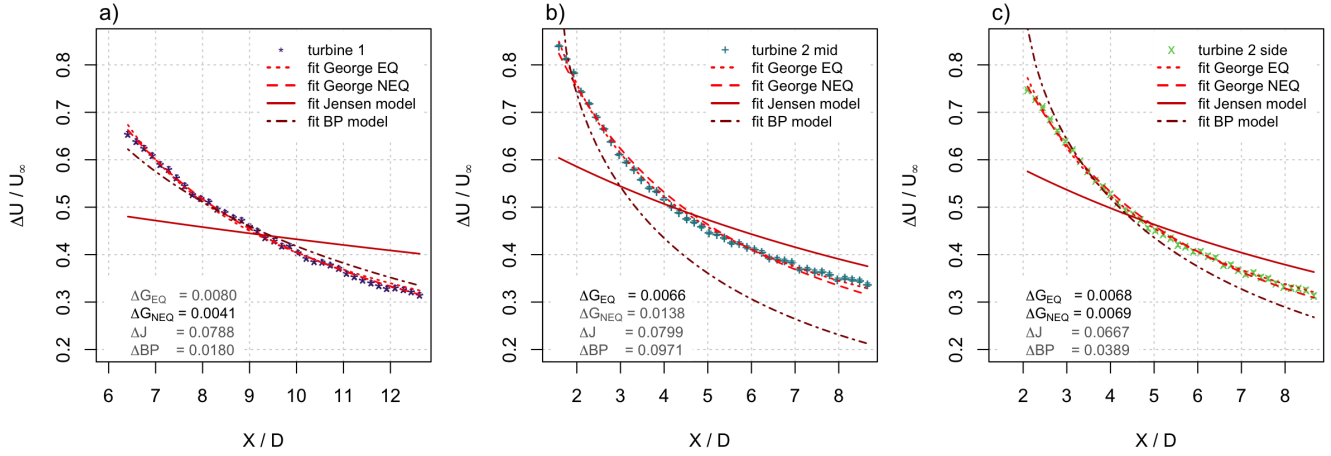 a)
turbine 1
fit George EQ
fit George NEQ
fit Jensen model
fit BP model
ΔG_EQ = 0.0080
ΔG_NEQ = 0.0041
ΔJ = 0.0788
ΔBP = 0.0180
ΔU / U_∞
0.2 0.3 0.4 0.5 0.6 0.7 0.8
6 7 8 9 10 11 12
X / D
b)
turbine 2 mid
fit George EQ
fit George NEQ
fit Jensen model
fit BP model
ΔG_EQ = 0.0066
ΔG_NEQ = 0.0138
ΔJ = 0.0799
ΔBP = 0.0971
ΔU / U_∞
0.2 0.3 0.4 0.5 0.6 0.7 0.8
2 3 4 5 6 7 8
X / D
c)
turbine 2 side
fit George EQ
fit George NEQ
fit Jensen model
fit BP model
ΔG_EQ = 0.0068
ΔG_NEQ = 0.0069
ΔJ = 0.0667
ΔBP = 0.0389
ΔU / U_∞
0.2 0.3 0.4 0.5 0.6 0.7 0.8
2 3 4 5 6 7 8
X / D